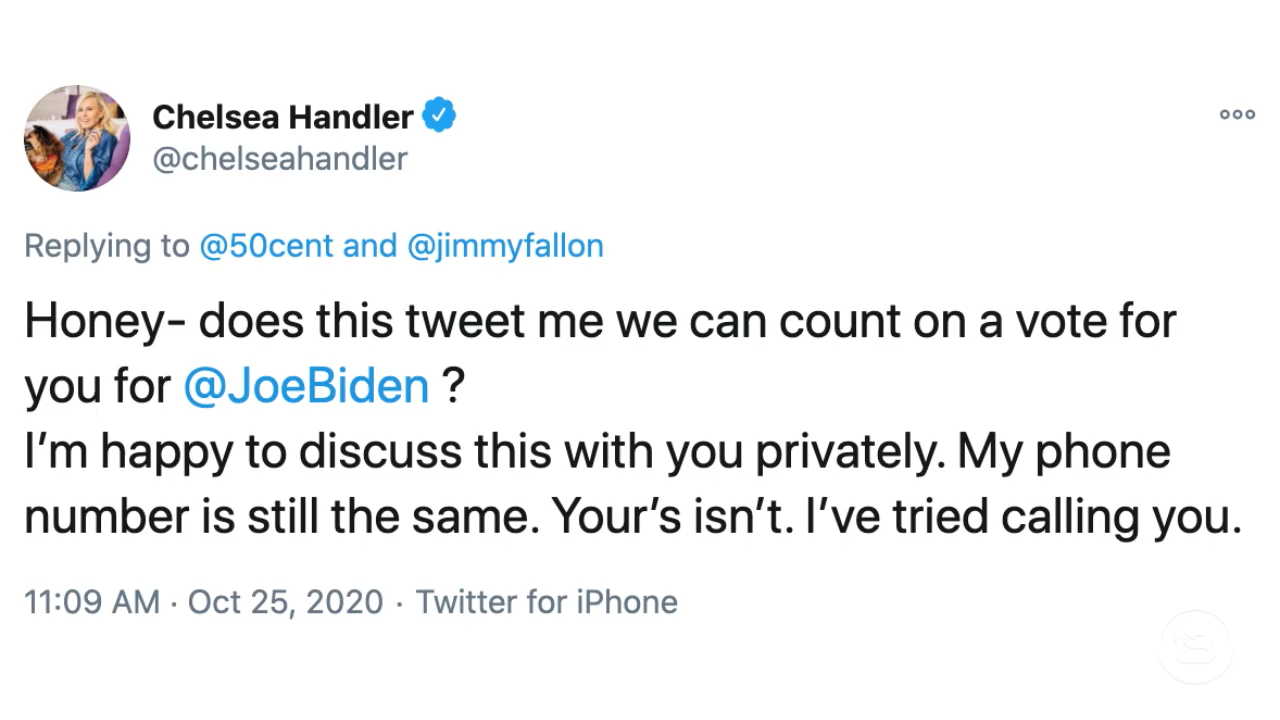 Chelsea Handler
@chelseahandler
Replying to @50cent and @jimmyfallon
Honey- does this tweet me we can count on a vote for
you for @JoeBiden ?
I’m happy to discuss this with you privately. My phone
number is still the same. Your’s isn’t. I’ve tried calling you.
11:09 AM · Oct 25, 2020 · Twitter for iPhone